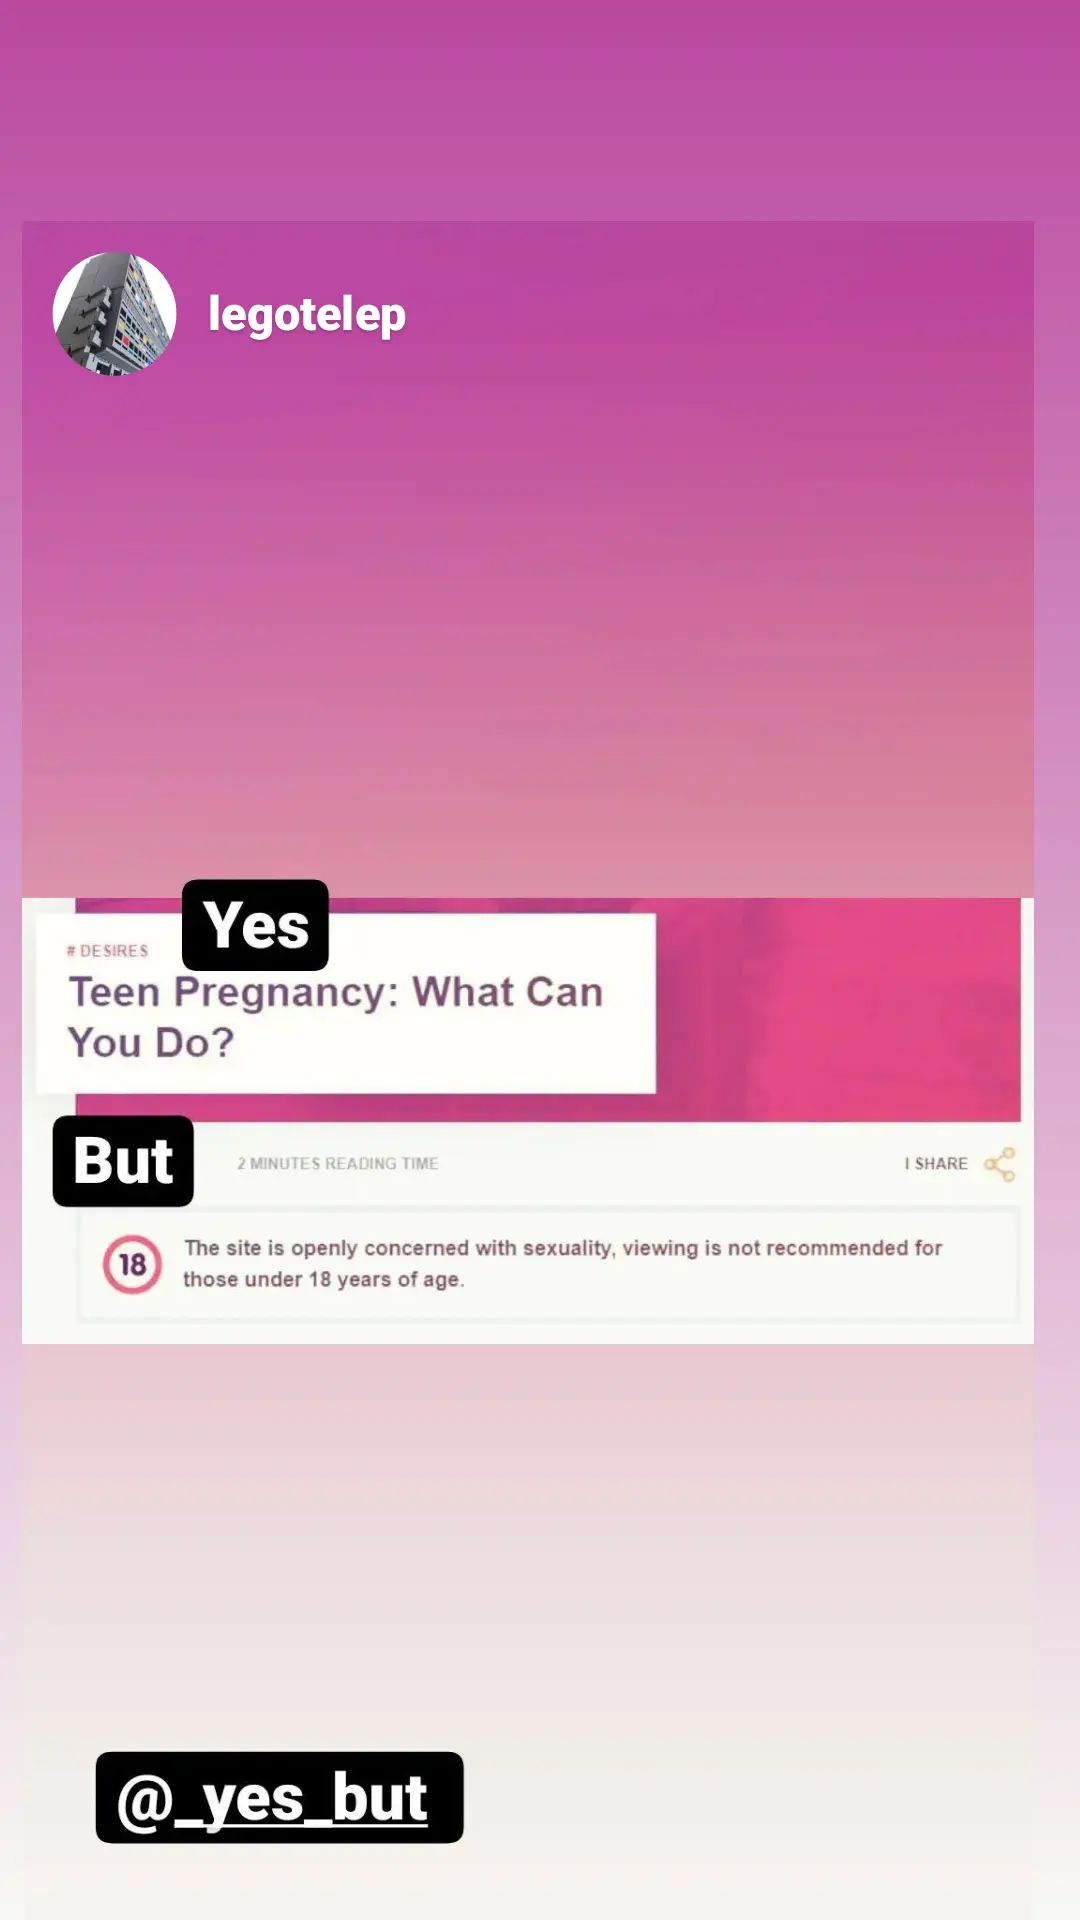 legotelep
Yes
# DESIRES
Teen Pregnancy: What Can
You Do?
But
2 MINUTES READING TIME
I SHARE
18
The site is openly concerned with sexuality, viewing is not recommended for
those under 18 years of age.
@_yes_but